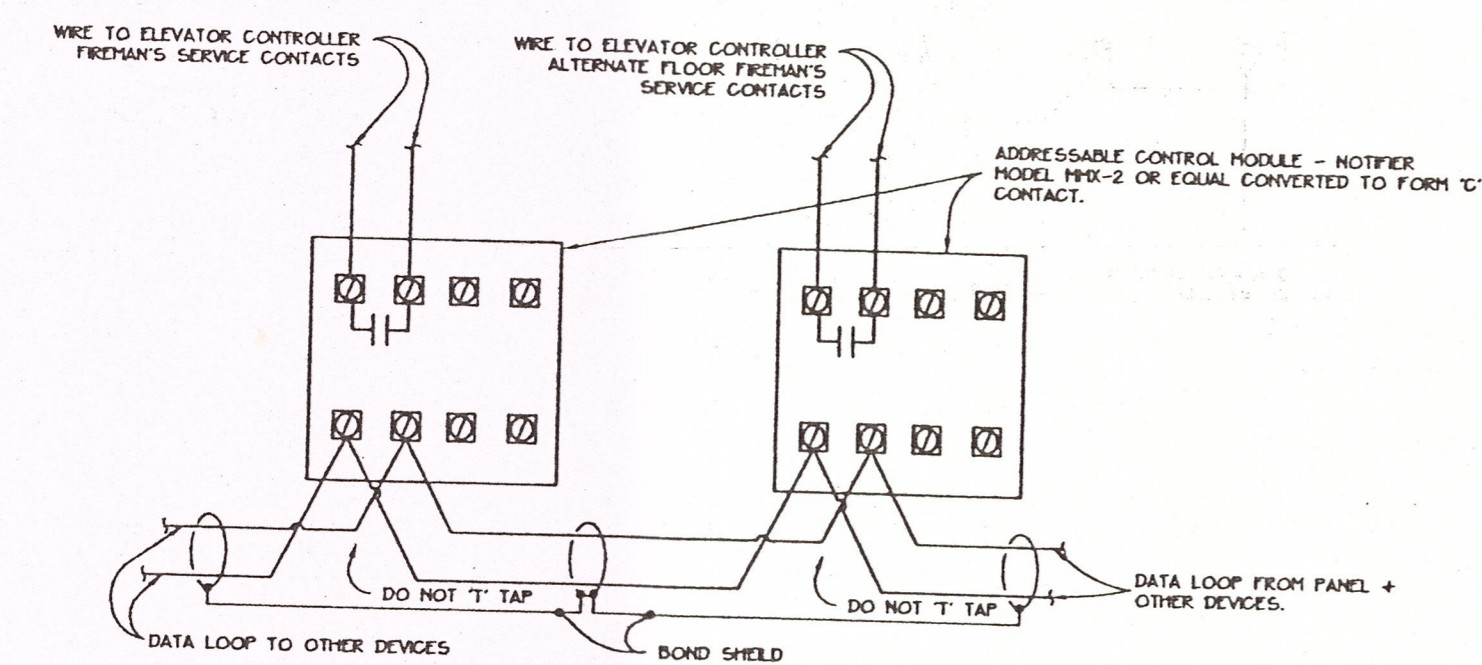 WIRE TO ELEVATOR CONTROLLER
FIREMAN'S SERVICE CONTACTS
WIRE TO ELEVATOR CONTROLLER
ALTERNATE FLOOR FIREMAN'S
SERVICE CONTACTS
ADDRESSABLE CONTROL MODULE - NOTIFIER
MODEL MMX-2 OR EQUAL CONVERTED TO FORM 'C'
CONTACT.
DO NOT 'T' TAP
DO NOT 'T' TAP
DATA LOOP FROM PANEL +
OTHER DEVICES.
DATA LOOP TO OTHER DEVICES
BOND SHIELD